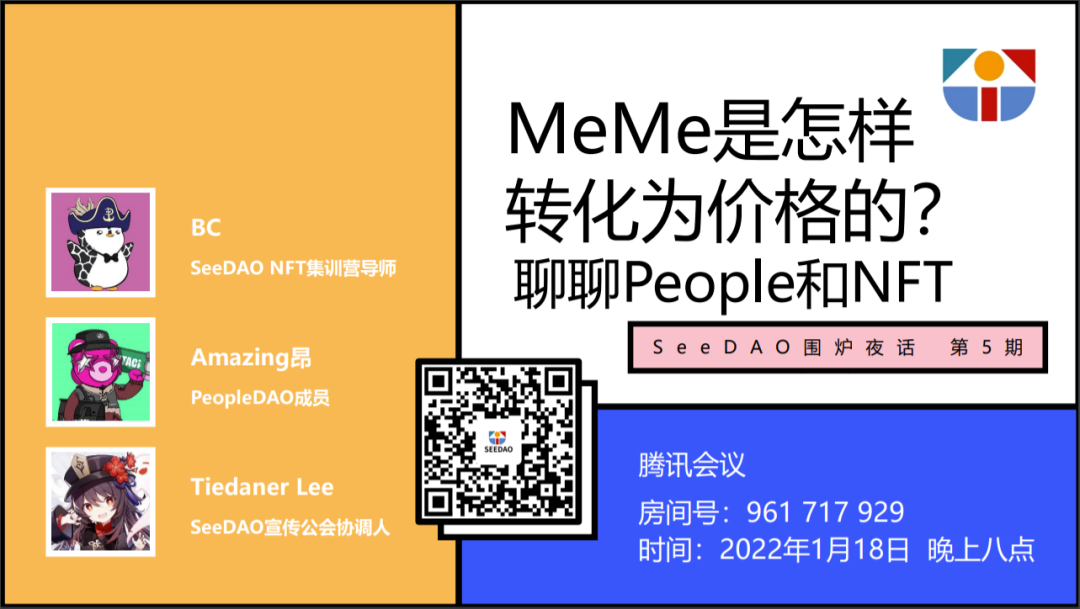 MeMe是怎样
转化为价格的？
聊聊People和NFT
SeeDAO围炉夜话 第5期
BC
SeeDAO NFT集训营导师
Amazing昂
PeopleDAO成员
Tiedaner Lee
SeeDAO宣传公会协调人
SEEDAO
腾讯会议
房间号：961 717 929
时间：2022年1月18日 晚上八点